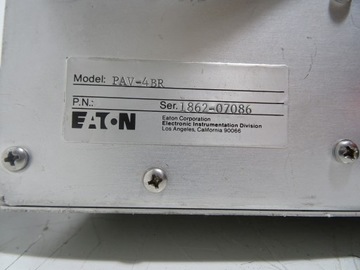 Model: PAV-4BR
P.N.: Ser. 1862-07086
EATON
Eaton Corporation
Electronic Instrumentation Division
Los Angeles, California 90066